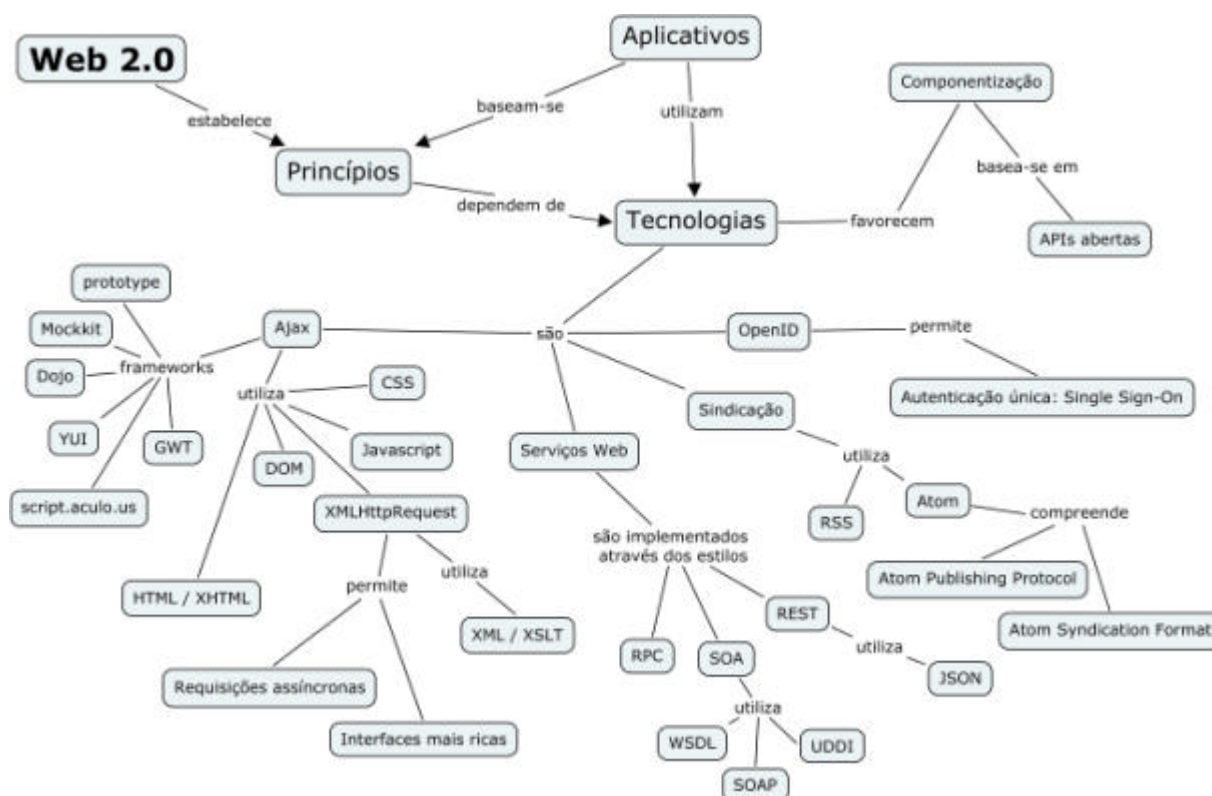 Web 2.0
Aplicativos
Componentização
estabelece
baseam-se
utilizam
Princípios
basea-se em
dependem de
Tecnologias
favorecem
APIs abertas
prototype
Mockkit
Ajax
são
OpenID
permite
Dojo
frameworks
utiliza
CSS
Sindicação
Autenticação única: Single Sign-On
YUI
GWT
DOM
Javascript
Serviços Web
utiliza
script.aculo.us
XMLHttpRequest
RSS
Atom
compreende
são implementados
através dos estilos
HTML / XHTML
permite
utiliza
Atom Publishing Protocol
XML / XSLT
REST
Atom Syndication Format
RPC
SOA
utiliza
JSON
Requisições assíncronas
Interfaces mais ricas
utiliza
WSDL
UDDI
SOAP